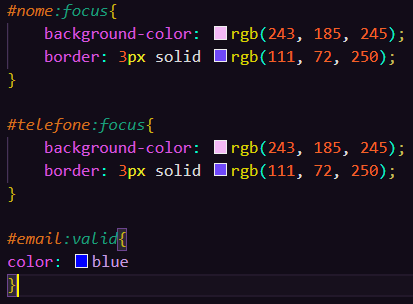 #nome:focus{
    background-color: rgb(243, 185, 245);
    border: 3px solid rgb(111, 72, 250);
}

#telefone:focus{
    background-color: rgb(243, 185, 245);
    border: 3px solid rgb(111, 72, 250);
}

#email:valid{
color: blue
}